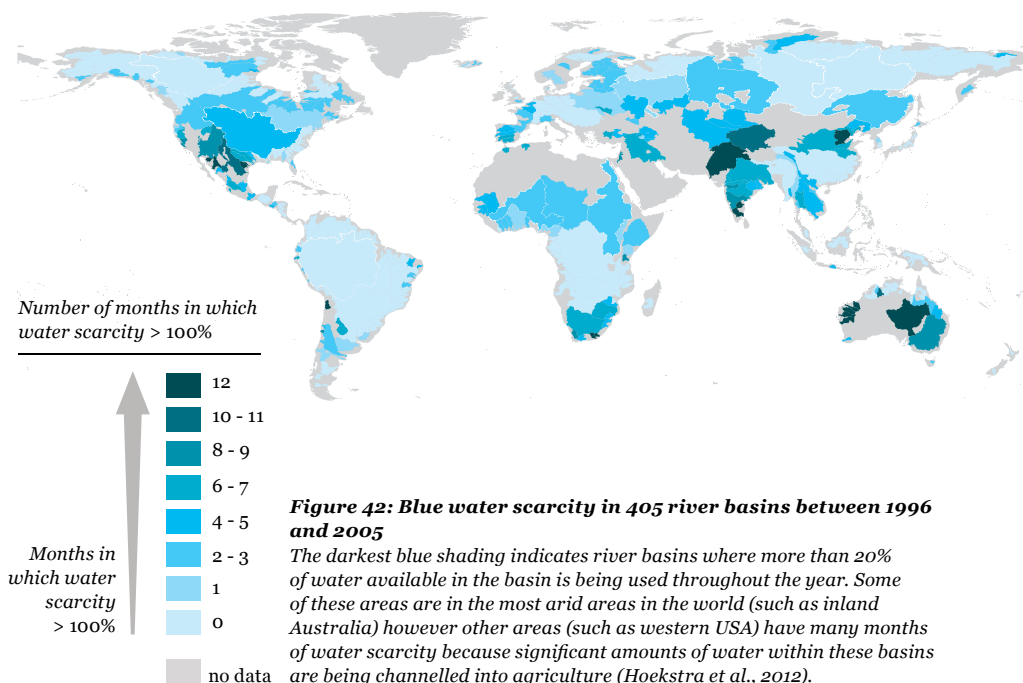 Number of months in which
water scarcity > 100%
12
10 - 11
8 - 9
6 - 7
4 - 5
2 - 3
1
0
no data
Months in
which water
scarcity
> 100%
Figure 42: Blue water scarcity in 405 river basins between 1996
and 2005
The darkest blue shading indicates river basins where more than 20%
of water available in the basin is being used throughout the year. Some
of these areas are in the most arid areas in the world (such as inland
Australia) however other areas (such as western USA) have many months
of water scarcity because significant amounts of water within these basins
are being channelled into agriculture (Hoekstra et al., 2012).